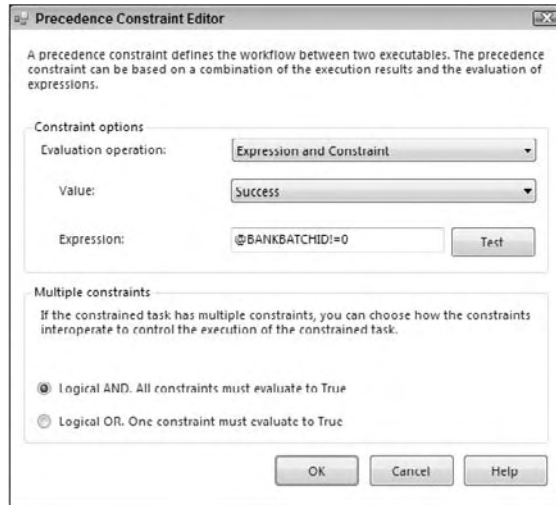 Precedence Constraint Editor
A precedence constraint defines the workflow between two executables. The precedence
constraint can be based on a combination of the execution results and the evaluation of
expressions.
Constraint options
Evaluation operation: Expression and Constraint
Value: Success
Expression: @BANKBATCHID!=0 Test
Multiple constraints
If the constrained task has multiple constraints, you can choose how the constraints
interoperate to control the execution of the constrained task.
Logical AND. All constraints must evaluate to True
Logical OR. One constraint must evaluate to True
OK Cancel Help